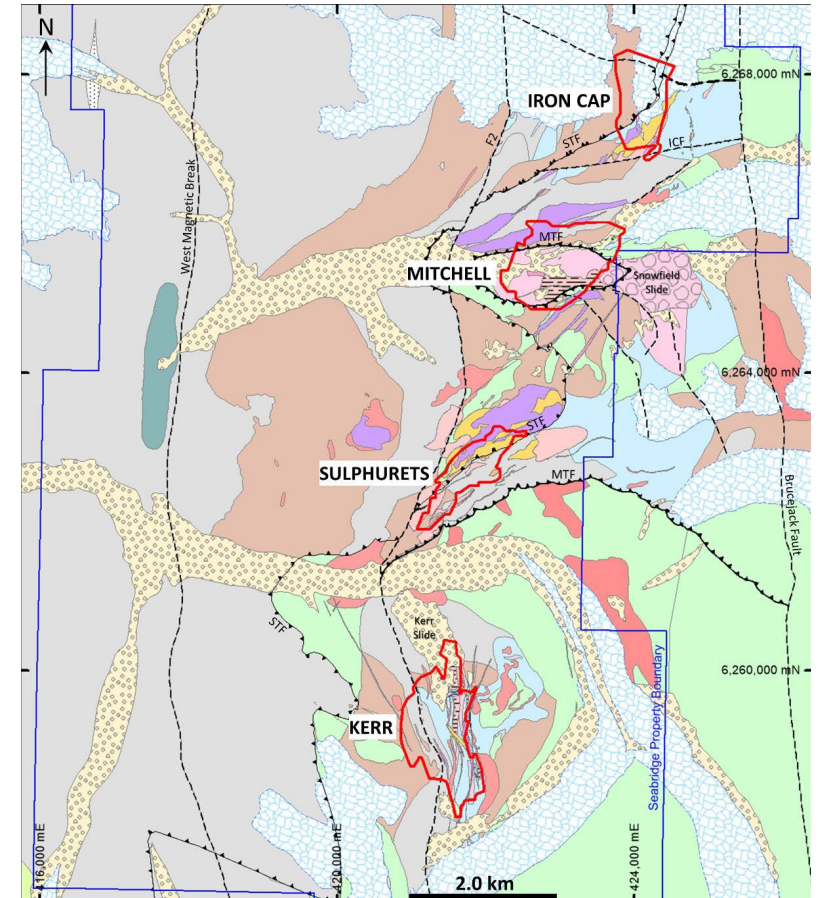 N
6,268,000 mN
IRON CAP
F2
STF
ICF
West Magnetic Break
MTF
MITCHELL
Snowfield
Slide
6,264,000 mN
STF
SULPHURETS
MTF
Brucejack Fault
STF
Kerr
Slide
6,260,000 mN
KERR
Seabridge Property Boundary
416,000 mE
420,000 mE
424,000 mE
2.0 km